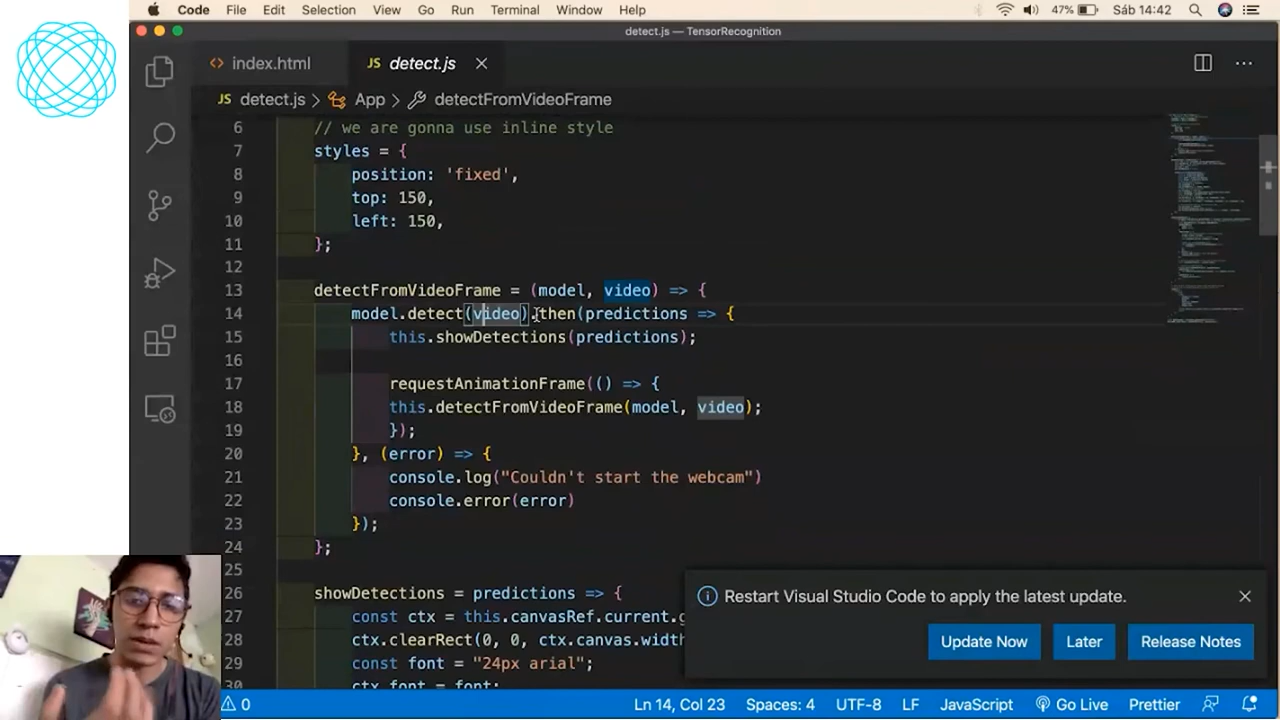 Code File Edit Selection View Go Run Terminal Window Help 47% Sáb 14:42
detect.js — TensorRecognition
<> index.html JS detect.js
JS detect.js > App > detectFromVideoFrame
6 // we are gonna use inline style
7 styles = {
8 position: 'fixed',
9 top: 150,
10 left: 150,
11 };
12
13 detectFromVideoFrame = (model, video) => {
14 model.detect(video).then(predictions => {
15 this.showDetections(predictions);
16
17 requestAnimationFrame(() => {
18 this.detectFromVideoFrame(model, video);
19 });
20 }, (error) => {
21 console.log("Couldn't start the webcam")
22 console.error(error)
23 });
24 };
25
26 showDetections = predictions => {
27 const ctx = this.canvasRef.current.g
28 ctx.clearRect(0, 0, ctx.canvas.width
29 const font = "24px arial";
30 ctx.font = font;
Restart Visual Studio Code to apply the latest update.
Update Now Later Release Notes
0 Ln 14, Col 23 Spaces: 4 UTF-8 LF JavaScript Go Live Prettier